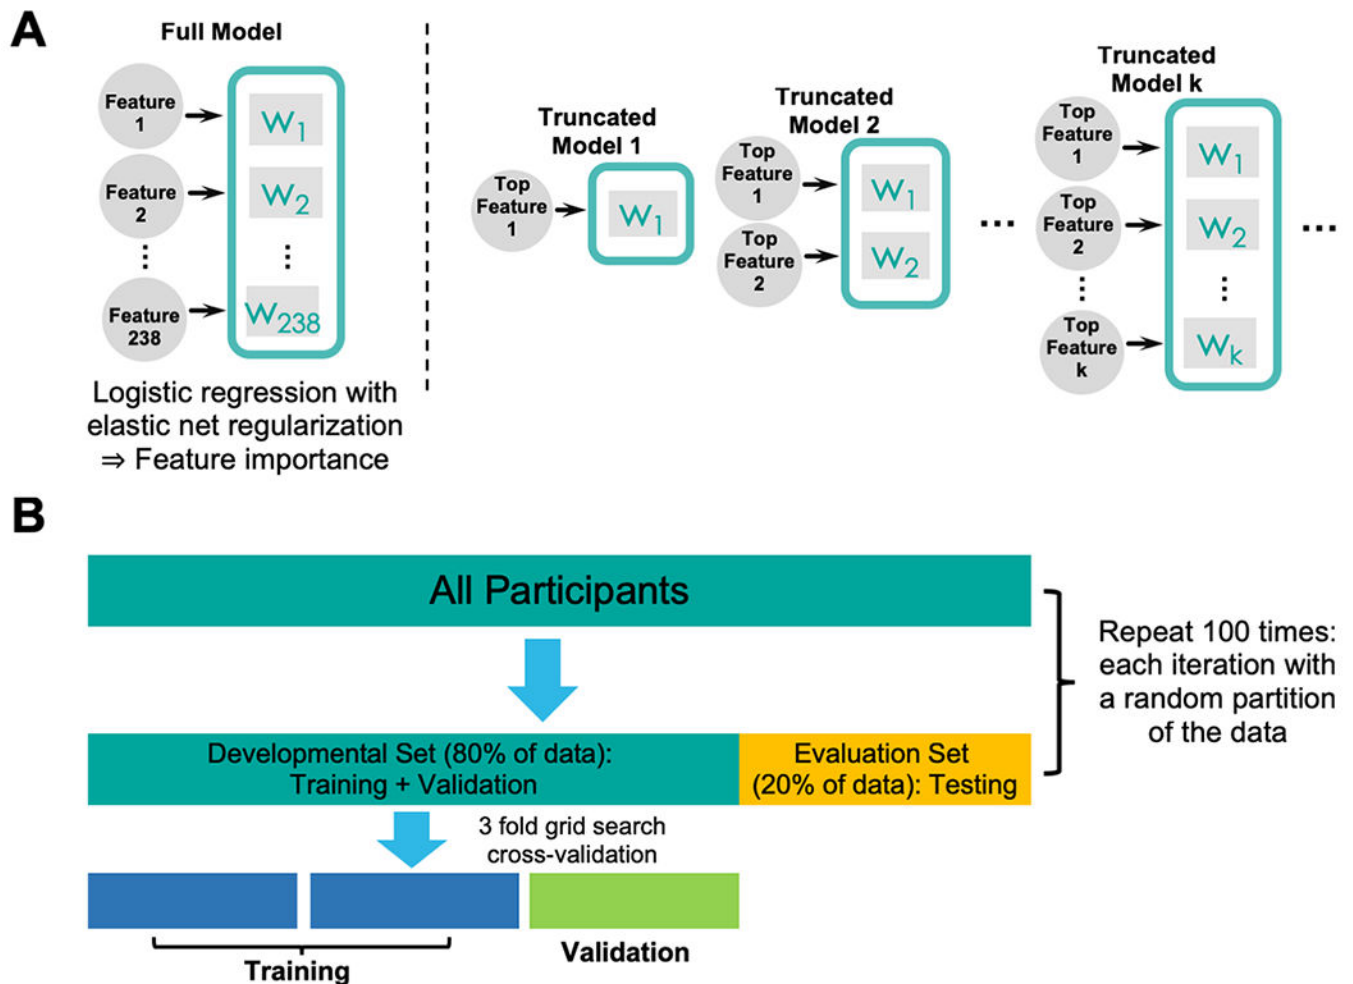 A
Full Model
Feature
1
W1
Feature
2
W2
⋮
⋮
Feature
238
W238
Logistic regression with
elastic net regularization
⇒ Feature importance
Truncated
Model 1
Top
Feature
1
W1
Truncated
Model 2
Top
Feature
1
W1
Top
Feature
2
W2
...
Truncated
Model k
Top
Feature
1
W1
Top
Feature
2
W2
⋮
⋮
Top
Feature
k
Wk
...
B
All Participants
Repeat 100 times:
each iteration with
a random partition
of the data
Developmental Set (80% of data):
Training + Validation
Evaluation Set
(20% of data): Testing
3 fold grid search
cross-validation
Training
Validation